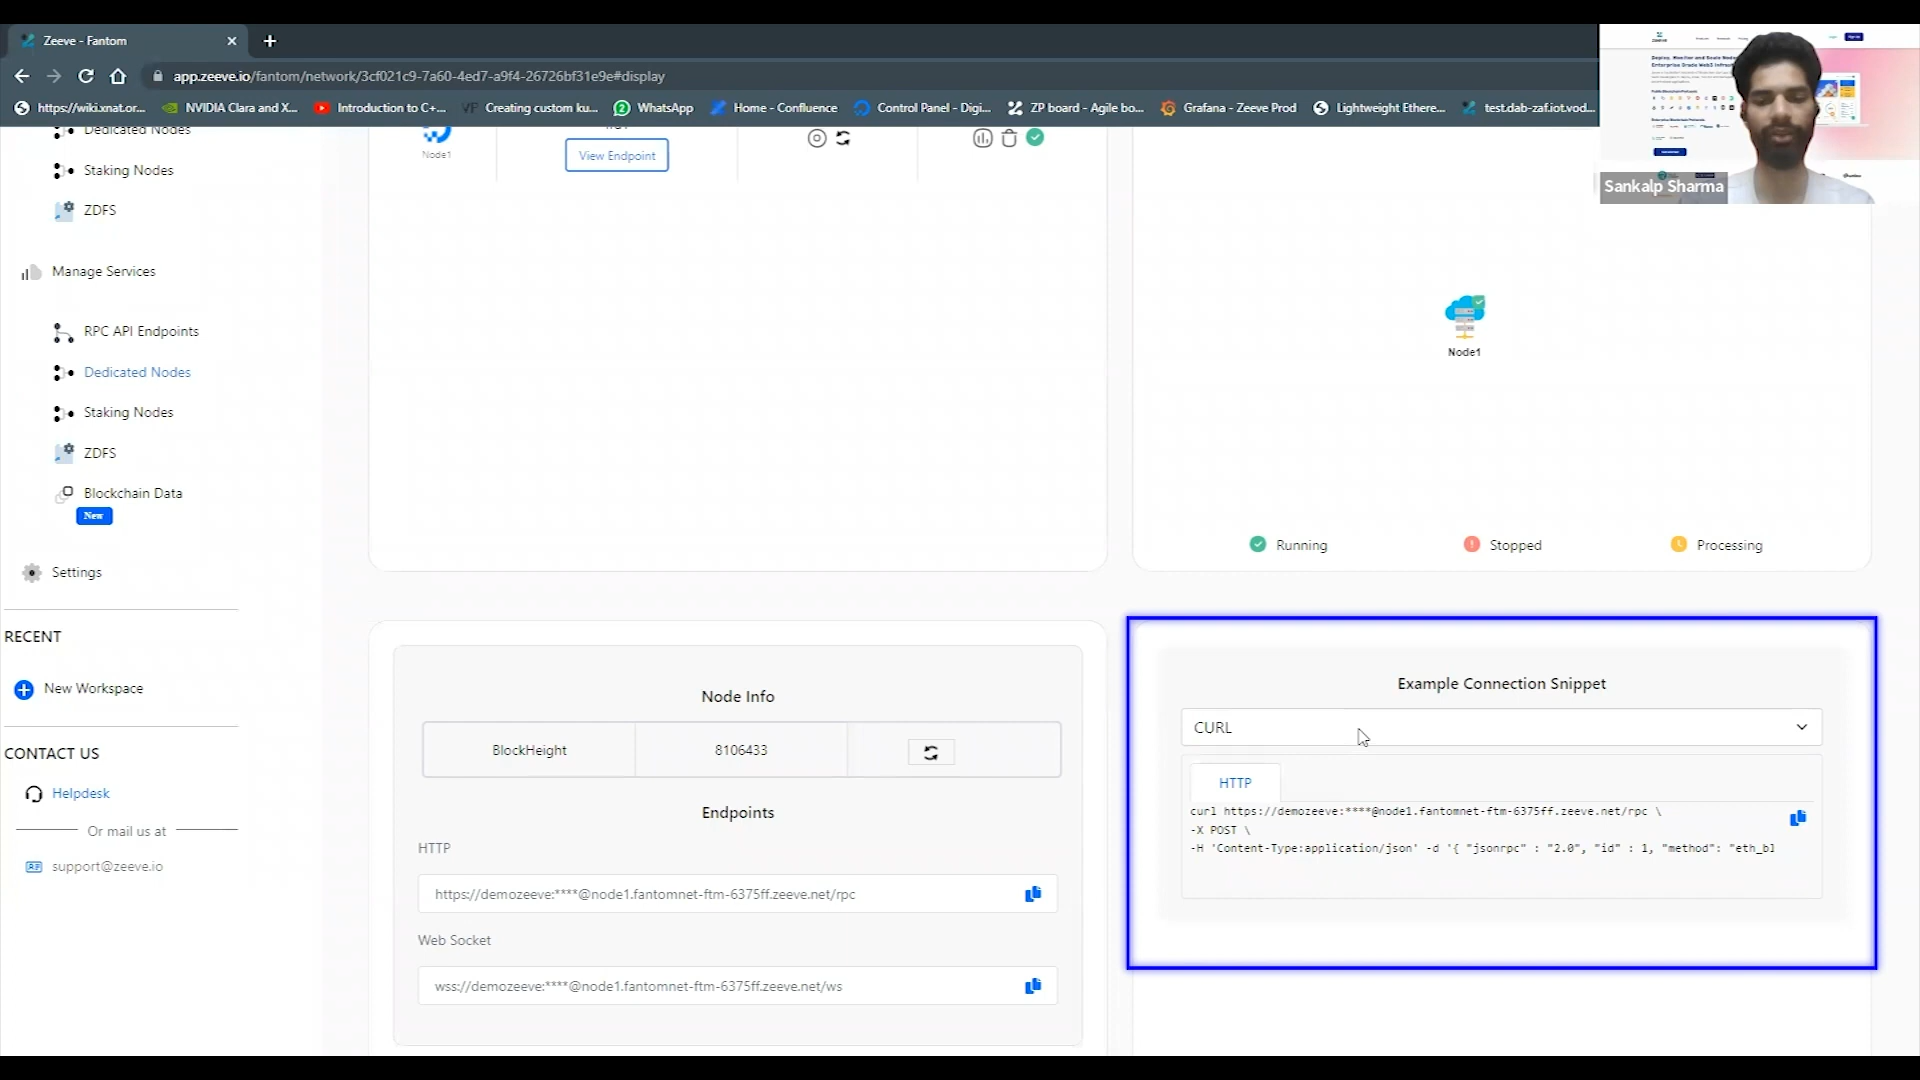 Zeeve - Fantom
app.zeeve.io/fantom/network/3cf021c9-7a60-4ed7-a9f4-26726bf31e9e#display
https://wiki.xnat.or...
NVIDIA Clara and X...
Introduction to C+...
Creating custom ku...
WhatsApp
Home - Confluence
Control Panel - Digi...
ZP board - Agile bo...
Grafana - Zeeve Prod
Lightweight Ethere...
test.dab-zaf.iot.vod...
Sankalp Sharma
Dedicated Nodes
Staking Nodes
ZDFS
Manage Services
RPC API Endpoints
Dedicated Nodes
Staking Nodes
ZDFS
Blockchain Data
New
Settings
RECENT
New Workspace
CONTACT US
Helpdesk
Or mail us at
support@zeeve.io
Node1
View Endpoint
Node1
Running
Stopped
Processing
Node Info
BlockHeight
8106433
Endpoints
HTTP
https://demozeeve:****@node1.fantomnet-ftm-6375ff.zeeve.net/rpc
Web Socket
wss://demozeeve:****@node1.fantomnet-ftm-6375ff.zeeve.net/ws
Example Connection Snippet
CURL
HTTP
curl https://demozeeve:****@node1.fantomnet-ftm-6375ff.zeeve.net/rpc \
-X POST \
-H 'Content-Type:application/json' -d '{ "jsonrpc" : "2.0", "id" : 1, "method": "eth_bl